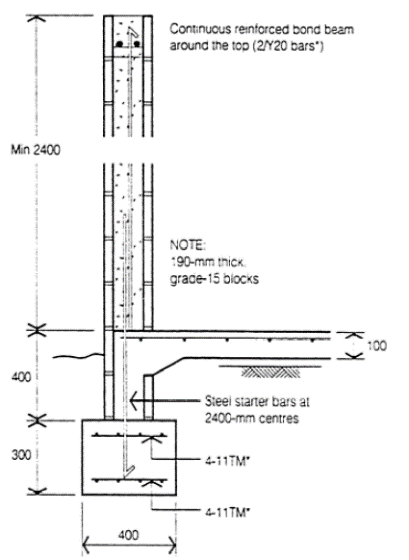 Continuous reinforced bond beam
around the top (2/Y20 bars*)
Min 2400
NOTE:
190-mm thick.
grade-15 blocks
100
400
Steel starter bars at
2400-mm centres
300
4-11TM*
4-11TM*
400